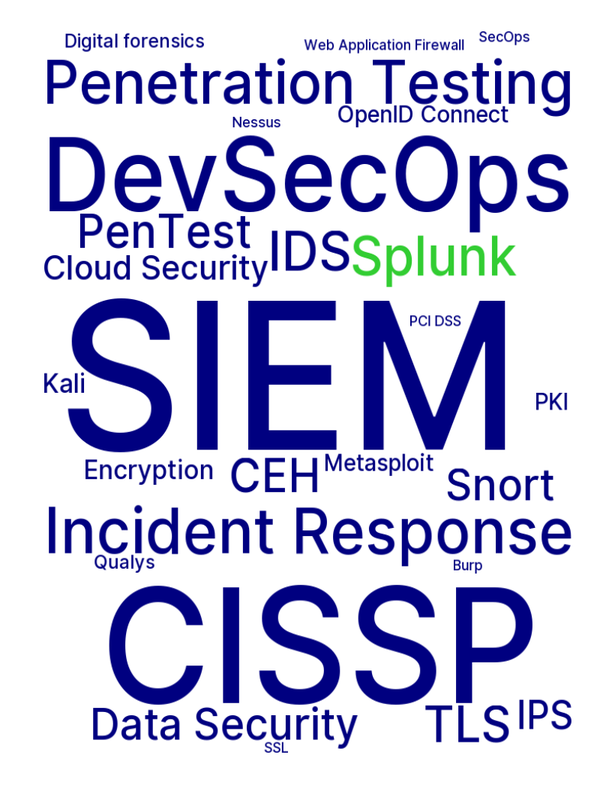 Digital forensics
Web Application Firewall
SecOps
Penetration Testing
OpenID Connect
Nessus
DevSecOps
PenTest
IDS
Splunk
Cloud Security
SIEM
PCI DSS
Kali
PKI
Encryption
CEH
Metasploit
Snort
Incident Response
Qualys
Burp
CISSP
Data Security
TLS
IPS
SSL